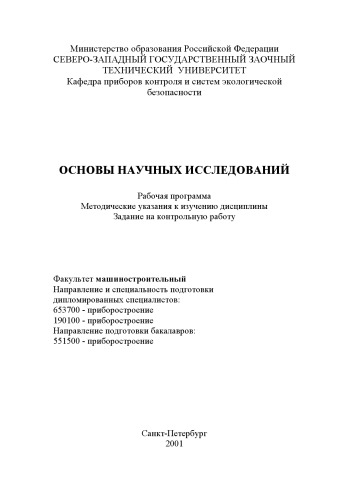 Министерство образования Российской Федерации
СЕВЕРО-ЗАПАДНЫЙ ГОСУДАРСТВЕННЫЙ ЗАОЧНЫЙ
ТЕХНИЧЕСКИЙ УНИВЕРСИТЕТ
Кафедра приборов контроля и систем экологической
безопасности
ОСНОВЫ НАУЧНЫХ ИССЛЕДОВАНИЙ
Рабочая программа
Методические указания к изучению дисциплины
Задание на контрольную работу
Факультет машиностроительный
Направление и специальность подготовки
дипломированных специалистов:
653700 - приборостроение
190100 - приборостроение
Направление подготовки бакалавров:
551500 - приборостроение
Санкт-Петербург
2001